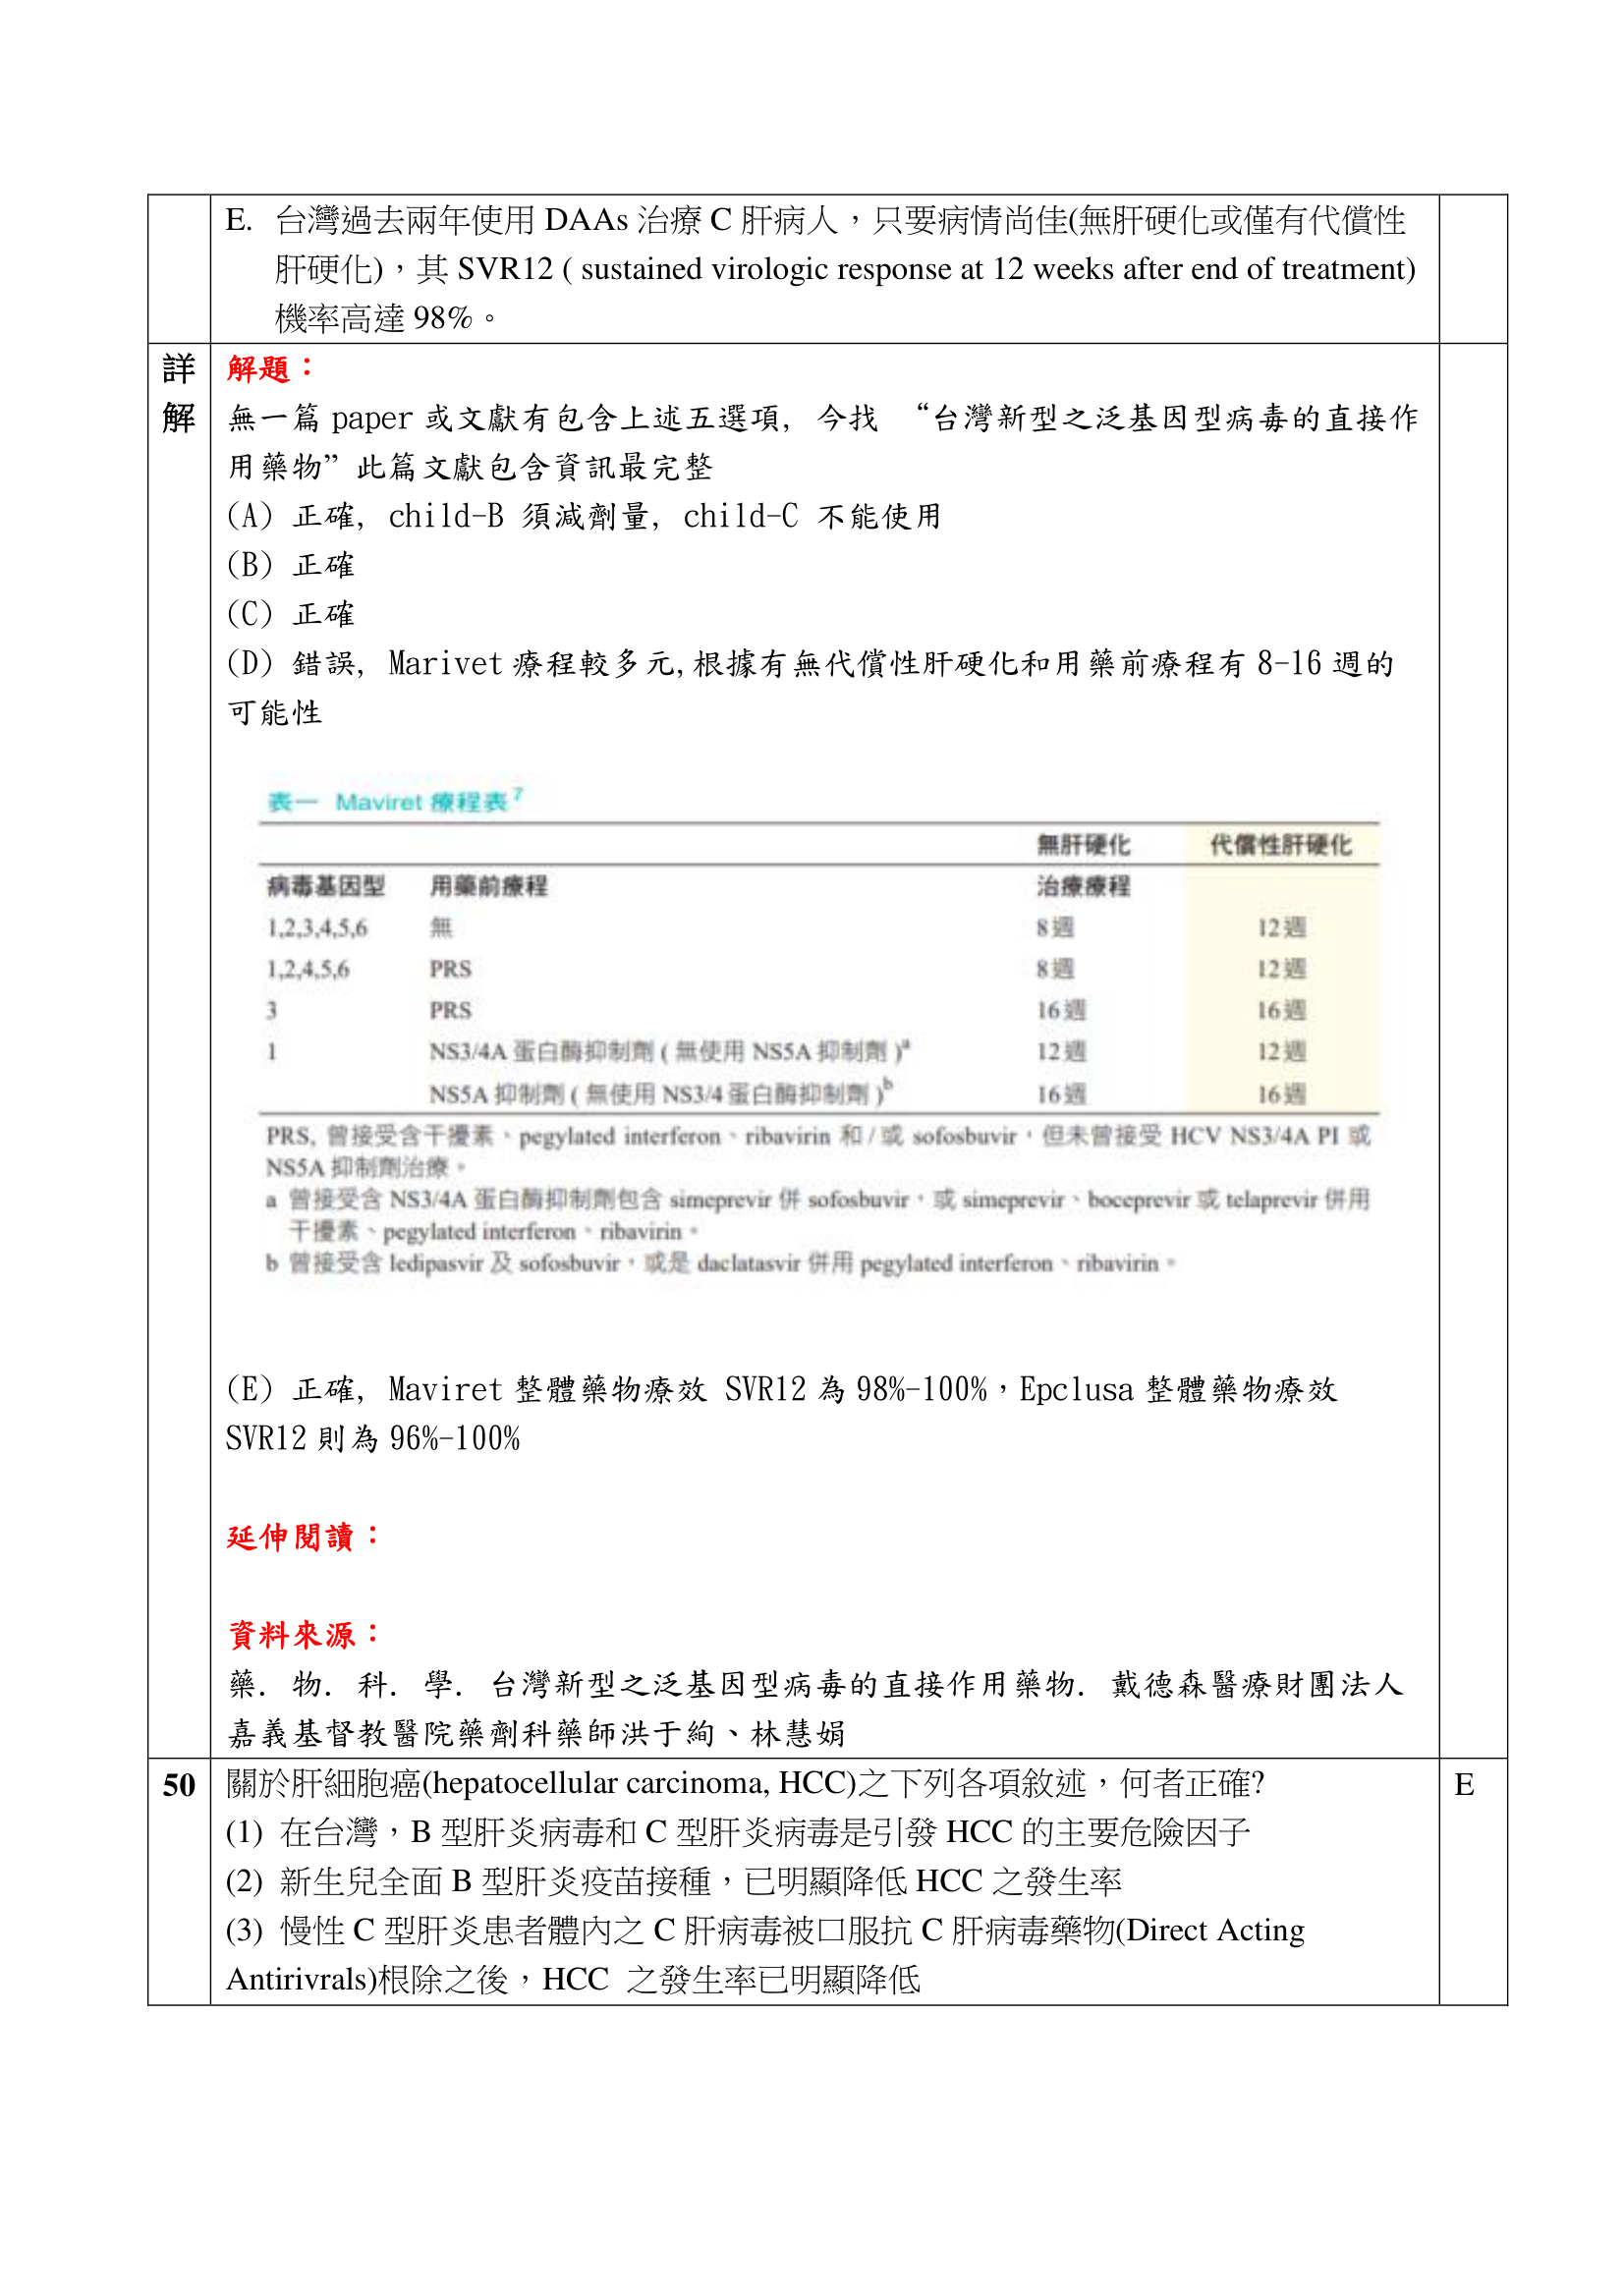 E. 台灣過去兩年使用 DAAs 治療 C 肝病人，只要病情尚佳(無肝硬化或僅有代償性
肝硬化)，其 SVR12 ( sustained virologic response at 12 weeks after end of treatment)
機率高達 98%。
詳解
解題：
無一篇 paper 或文獻有包含上述五選項, 今找 “台灣新型之泛基因型病毒的直接作
用藥物”此篇文獻包含資訊最完整
(A) 正確, child-B 須減劑量, child-C 不能使用
(B) 正確
(C) 正確
(D) 錯誤, Marivet 療程較多元,根據有無代償性肝硬化和用藥前療程有 8-16 週的
可能性
表一 Maviret 療程表7
無肝硬化 代償性肝硬化
病毒基因型 用藥前療程 治療療程
1,2,3,4,5,6 無 8週 12週
1,2,4,5,6 PRS 8週 12週
3 PRS 16週 16週
1 NS3/4A 蛋白酶抑制劑 ( 無使用 NS5A 抑制劑 )a 12週 12週
NS5A 抑制劑 ( 無使用 NS3/4 蛋白酶抑制劑 )b 16週 16週
PRS, 曾接受含干擾素、pegylated interferon、ribavirin 和 / 或 sofosbuvir，但未曾接受 HCV NS3/4A PI 或
NS5A 抑制劑治療。
a 曾接受含 NS3/4A 蛋白酶抑制劑包含 simeprevir 併 sofosbuvir，或 simeprevir、boceprevir 或 telaprevir 併用
干擾素、pegylated interferon、ribavirin。
b 曾接受含 ledipasvir 及 sofosbuvir，或是 daclatasvir 併用 pegylated interferon、ribavirin。
(E) 正確, Maviret 整體藥物療效 SVR12 為 98%-100%，Epclusa 整體藥物療效
SVR12 則為 96%-100%
延伸閱讀：
資料來源：
藥. 物. 科. 學. 台灣新型之泛基因型病毒的直接作用藥物. 戴德森醫療財團法人
嘉義基督教醫院藥劑科藥師洪于絢、林慧娟
50 關於肝細胞癌(hepatocellular carcinoma, HCC)之下列各項敘述，何者正確? E
(1) 在台灣，B 型肝炎病毒和 C 型肝炎病毒是引發 HCC 的主要危險因子
(2) 新生兒全面 B 型肝炎疫苗接種，已明顯降低 HCC 之發生率
(3) 慢性 C 型肝炎患者體內之 C 肝病毒被口服抗 C 肝病毒藥物(Direct Acting
Antirivrals)根除之後，HCC 之發生率已明顯降低